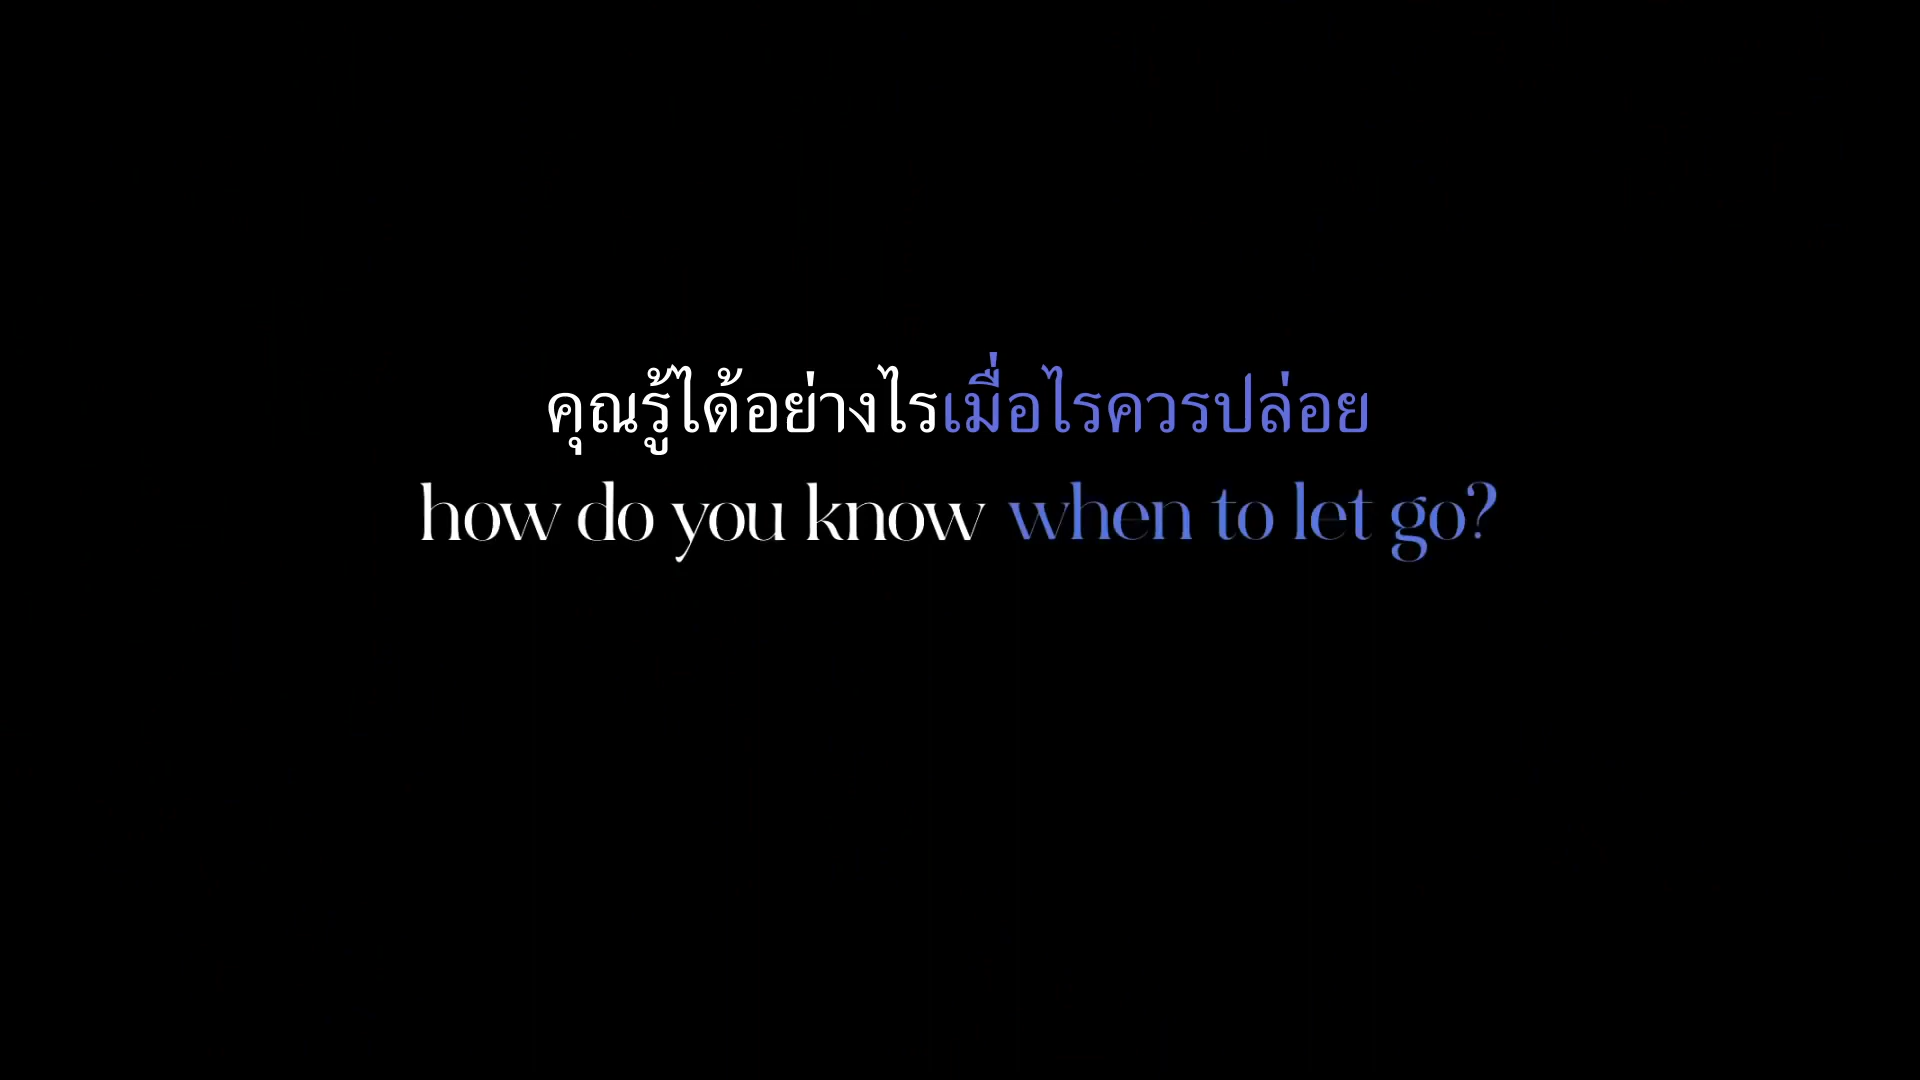 คุณรู้ได้อย่างไรเมื่อไรควรปล่อย
how do you know when to let go?